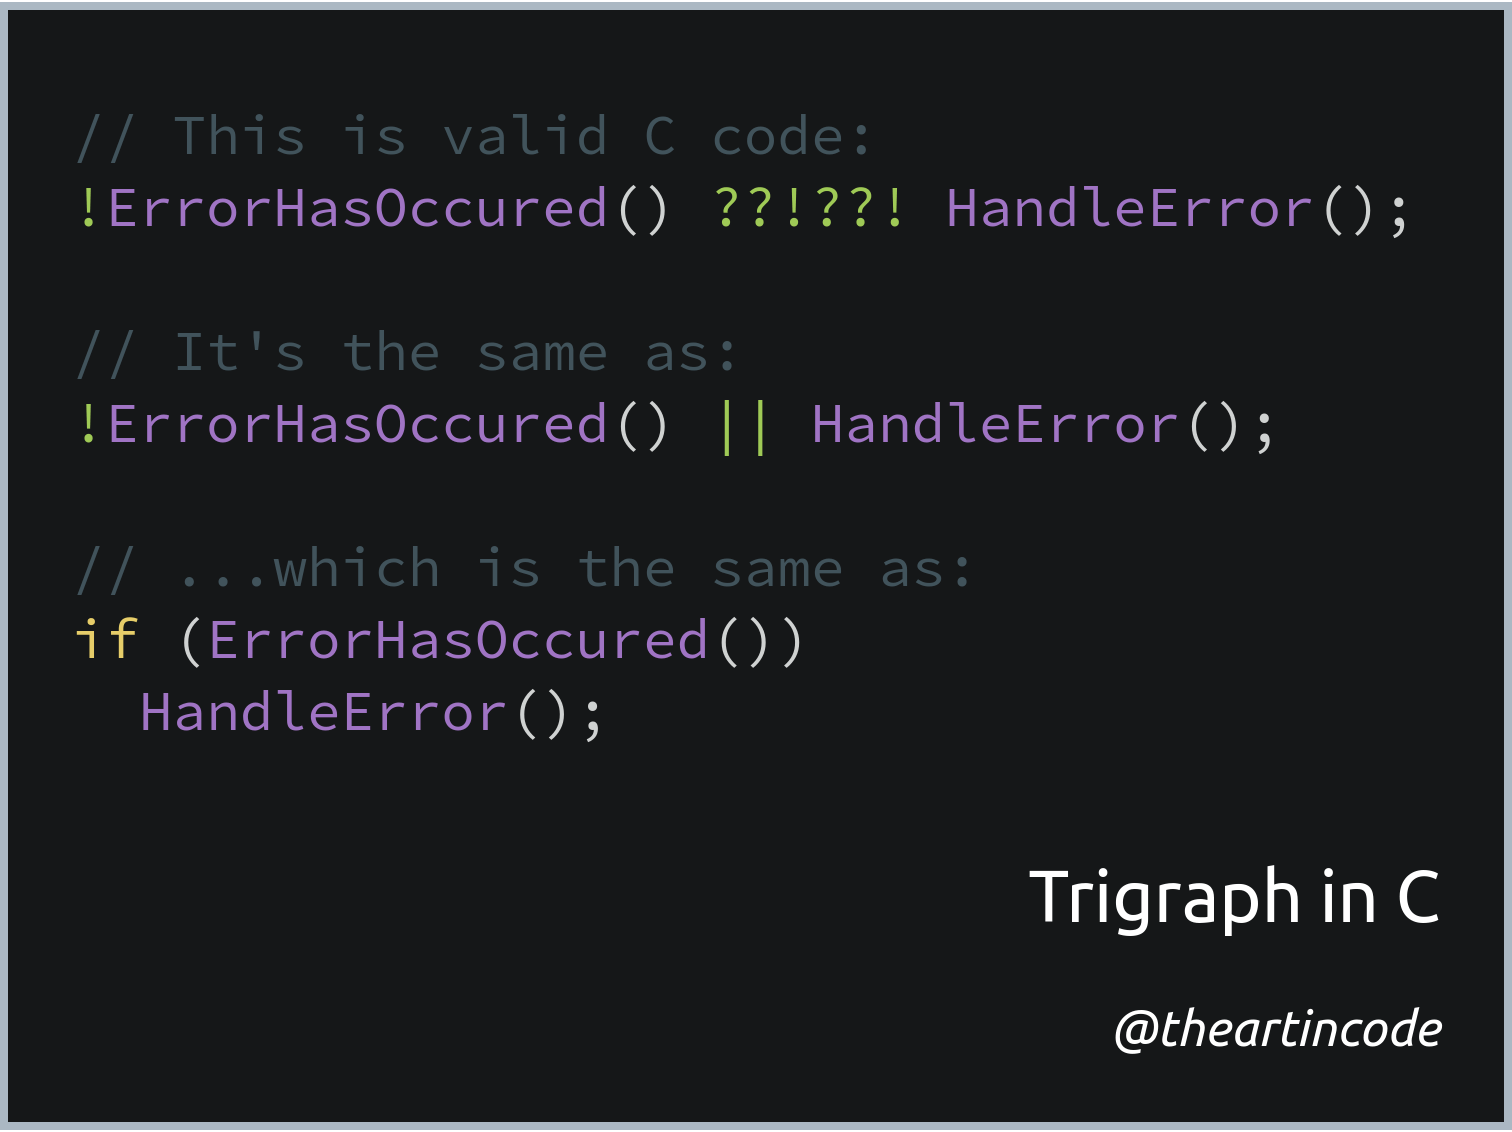 // This is valid C code:
!ErrorHasOccured() ??!??! HandleError();
// It's the same as:
!ErrorHasOccured() || HandleError();
// ...which is the same as:
if (ErrorHasOccured())
  HandleError();
Trigraph in C
@theartincode